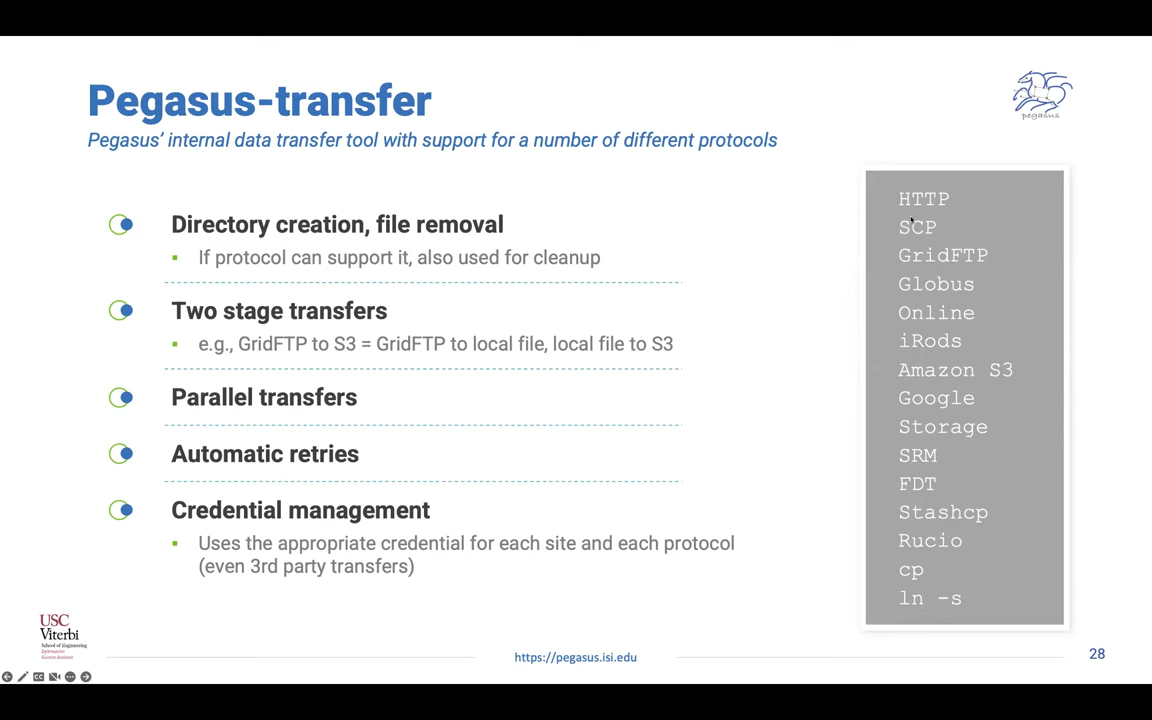 Pegasus-transfer
Pegasus' internal data transfer tool with support for a number of different protocols
pegasus
Directory creation, file removal
If protocol can support it, also used for cleanup
Two stage transfers
e.g., GridFTP to S3 = GridFTP to local file, local file to S3
Parallel transfers
Automatic retries
Credential management
Uses the appropriate credential for each site and each protocol
(even 3rd party transfers)
HTTP
SCP
GridFTP
Globus
Online
iRods
Amazon S3
Google
Storage
SRM
FDT
Stashcp
Rucio
cp
ln -s
USC
Viterbi
School of Engineering
Information
Sciences Institute
https://pegasus.isi.edu
28